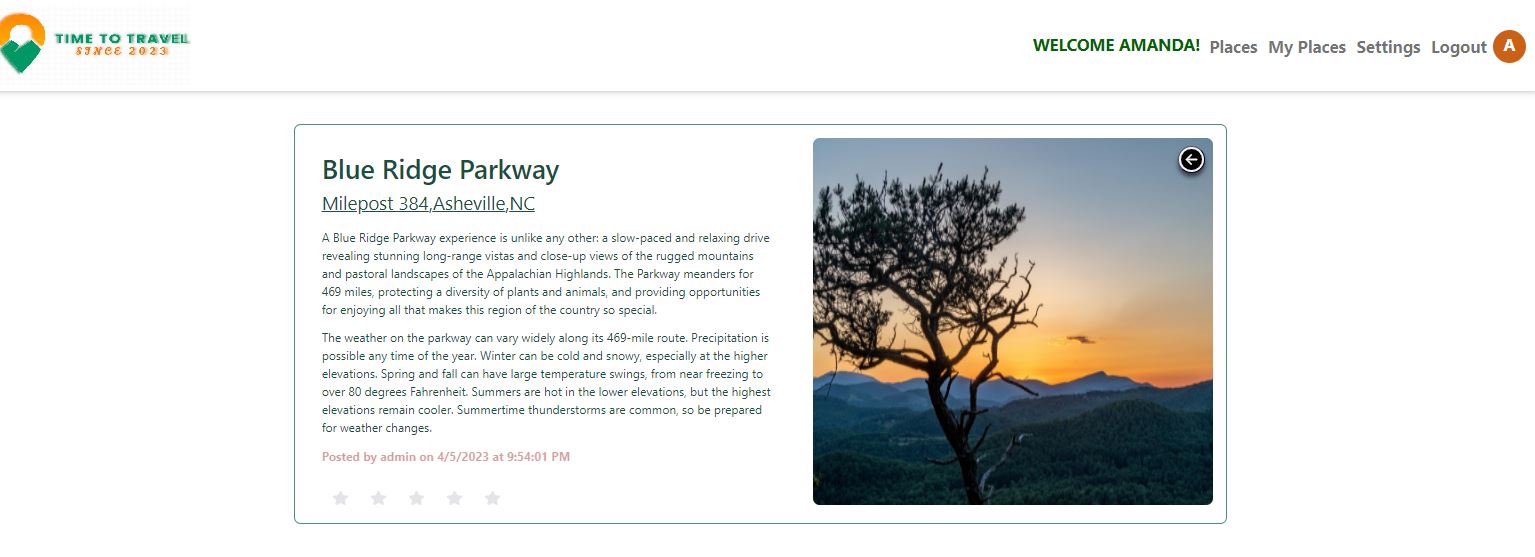 TIME TO TRAVEL
SINCE 2023
WELCOME AMANDA! Places My Places Settings Logout A
Blue Ridge Parkway
Milepost 384,Asheville,NC
A Blue Ridge Parkway experience is unlike any other: a slow-paced and relaxing drive
revealing stunning long-range vistas and close-up views of the rugged mountains
and pastoral landscapes of the Appalachian Highlands. The Parkway meanders for
469 miles, protecting a diversity of plants and animals, and providing opportunities
for enjoying all that makes this region of the country so special.
The weather on the parkway can vary widely along its 469-mile route. Precipitation is
possible any time of the year. Winter can be cold and snowy, especially at the higher
elevations. Spring and fall can have large temperature swings, from near freezing to
over 80 degrees Fahrenheit. Summers are hot in the lower elevations, but the highest
elevations remain cooler. Summertime thunderstorms are common, so be prepared
for weather changes.
Posted by admin on 4/5/2023 at 9:54:01 PM